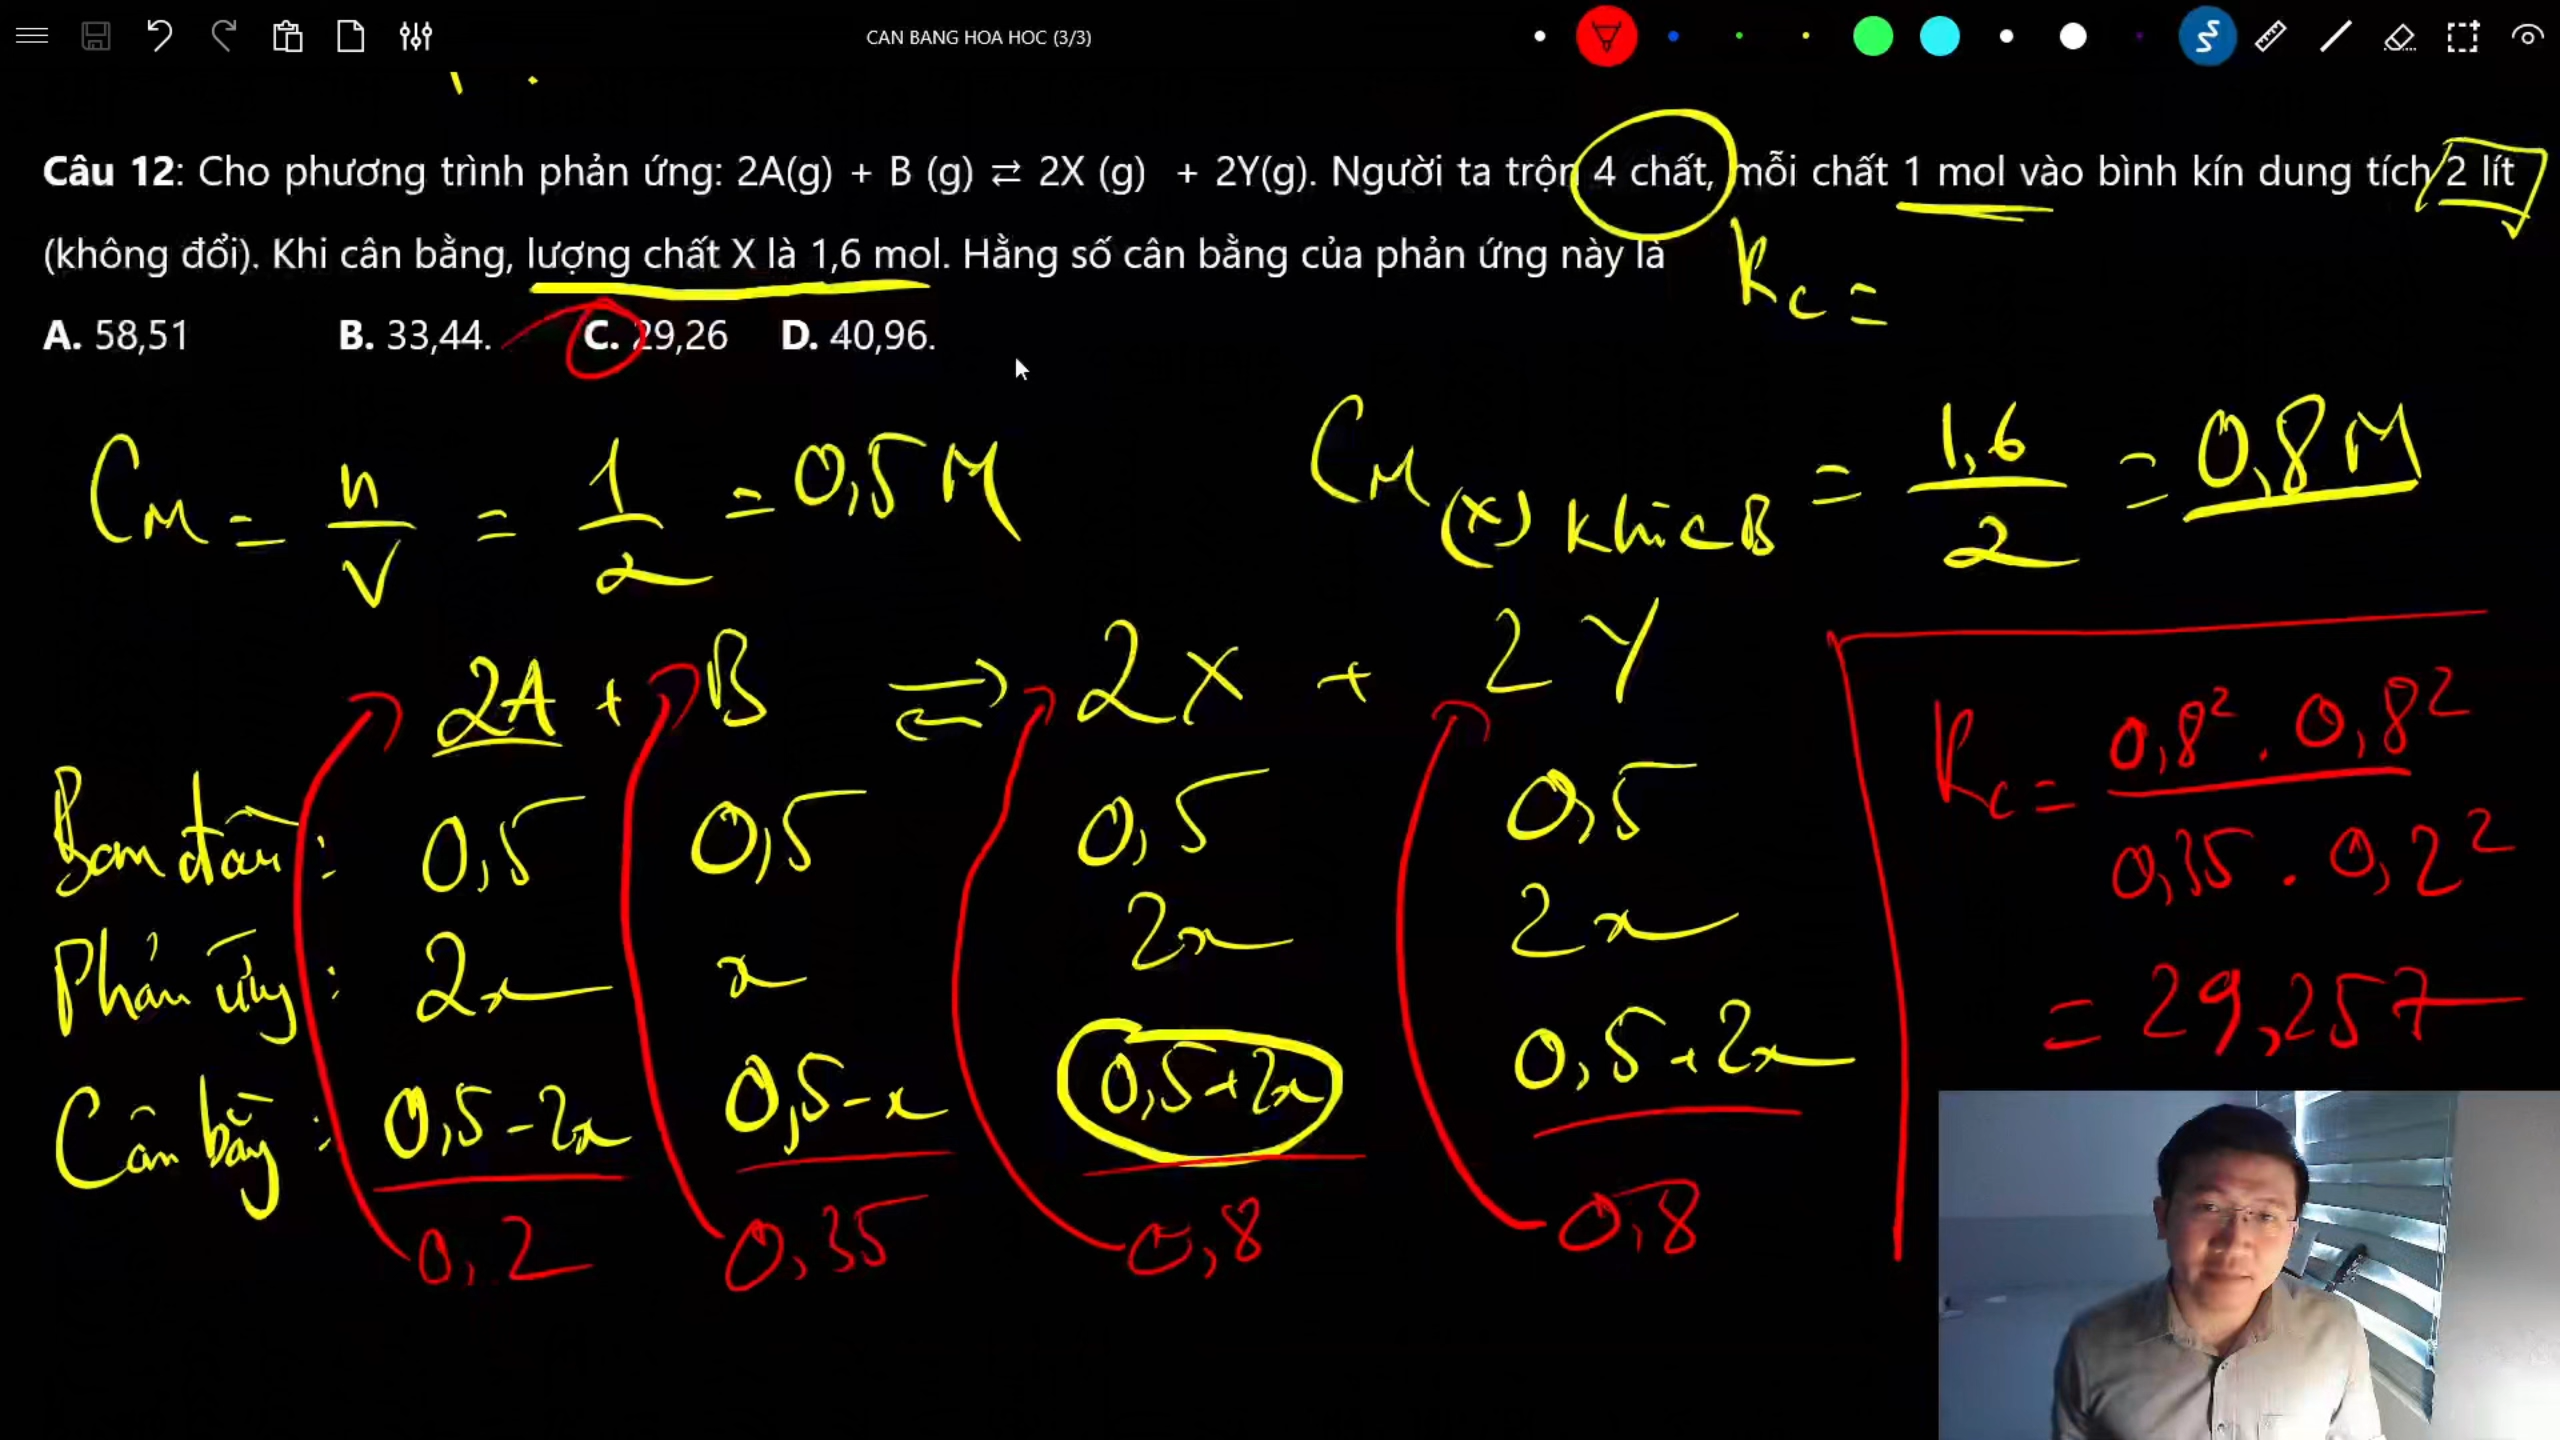 CAN BANG HOA HOC (3/3)
Câu 12: Cho phương trình phản ứng: 2A(g) + B (g) ⇄ 2X (g) + 2Y(g). Người ta trộn 4 chất, mỗi chất 1 mol vào bình kín dung tích 2 lít
(không đổi). Khi cân bằng, lượng chất X là 1,6 mol. Hằng số cân bằng của phản ứng này là
Kc =
A. 58,51 B. 33,44. C. 29,26 D. 40,96.
CM = n/V = 1/2 = 0,5 M
CM (X) khi CB = 1,6/2 = 0,8 M
2A + B ⇄ 2X + 2Y
Ban đầu: 0,5 0,5 0,5 0,5
Phản ứng: 2x x 2x 2x
Cân bằng: 0,5-2x 0,5-x 0,5+2x 0,5+2x
0,2 0,35 0,8 0,8
Kc = 0,8² . 0,8² / 0,35 . 0,2²
= 29,257